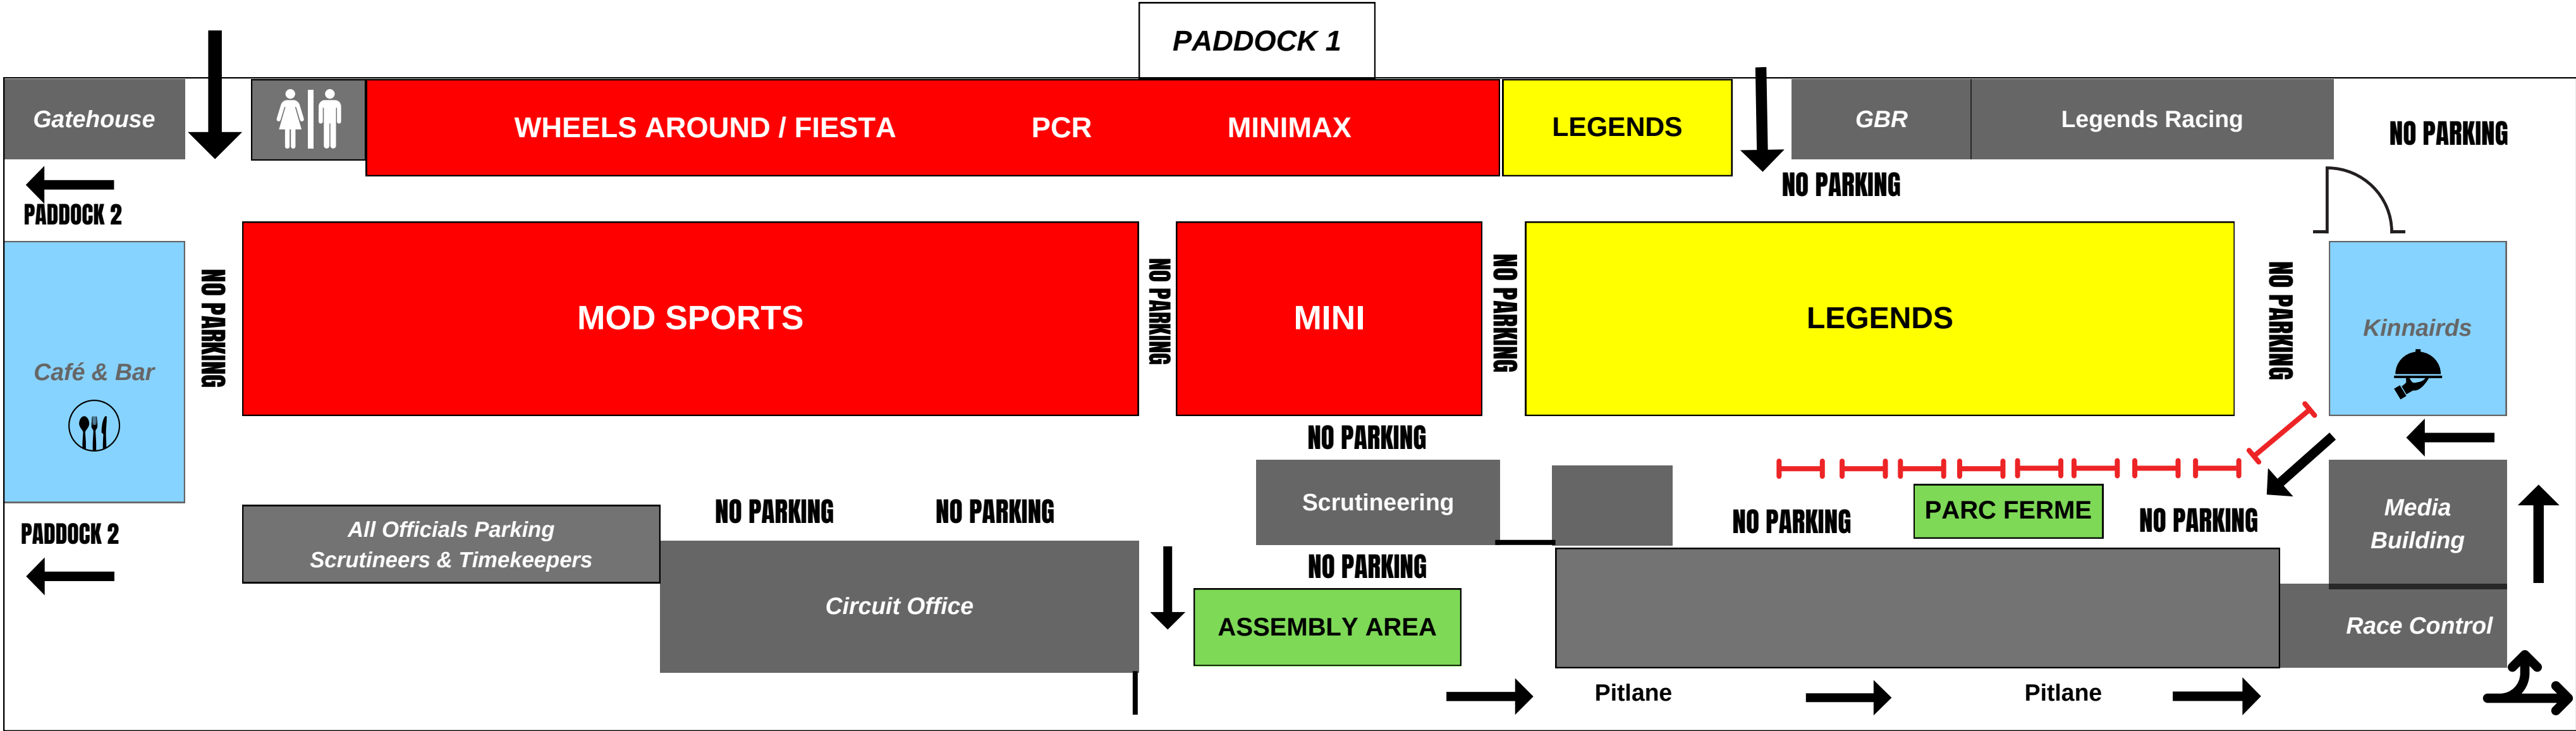 PADDOCK 1
Gatehouse
WHEELS AROUND / FIESTA
PCR
MINIMAX
LEGENDS
GBR
Legends Racing
NO PARKING
NO PARKING
PADDOCK 2
NO PARKING
MOD SPORTS
NO PARKING
MINI
NO PARKING
LEGENDS
NO PARKING
Kinnairds
Café & Bar
NO PARKING
Scrutineering
NO PARKING
NO PARKING
NO PARKING
PARC FERME
NO PARKING
Media
Building
PADDOCK 2
All Officials Parking
Scrutineers & Timekeepers
NO PARKING
Circuit Office
ASSEMBLY AREA
Race Control
Pitlane
Pitlane